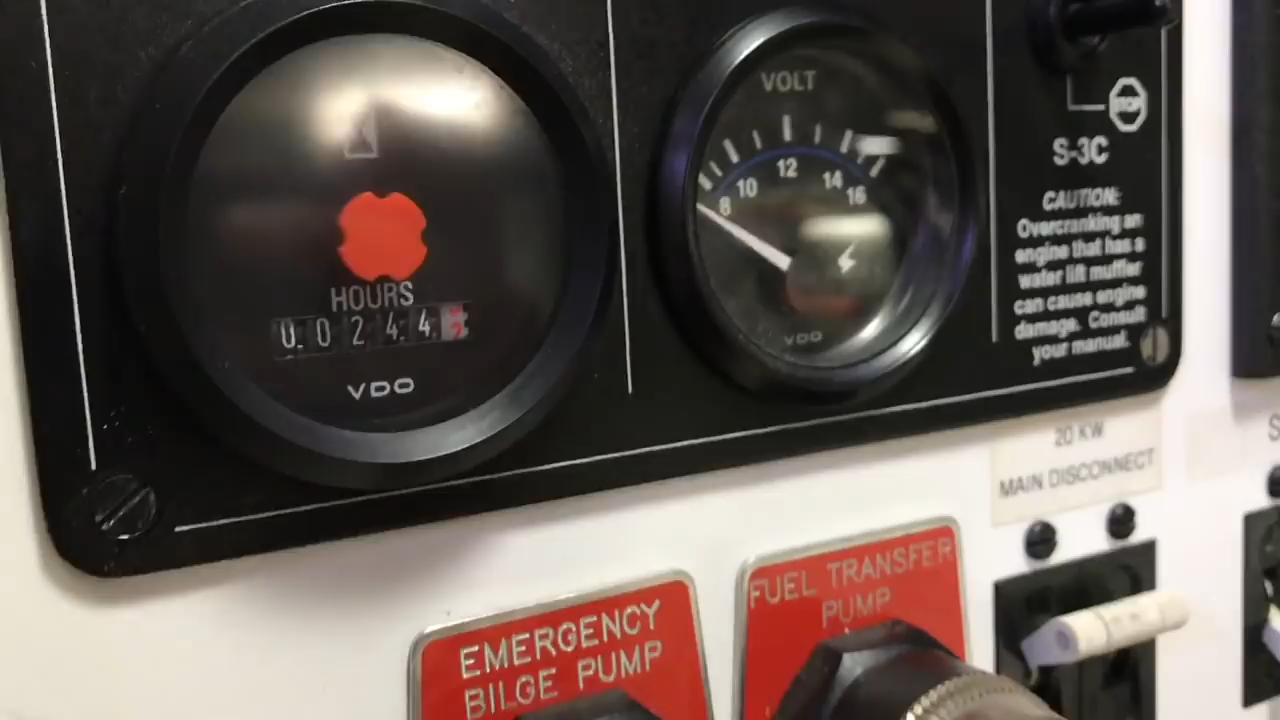 HOURS
0 0 2 4 4 2
VDO
VOLT
8 10 12 14 16
VDO
STOP
S-3C
CAUTION:
Overcranking an
engine that has a
water lift muffler
can cause engine
damage. Consult
your manual.
20 KW
MAIN DISCONNECT
S
EMERGENCY
BILGE PUMP
FUEL TRANSFER
PUMP